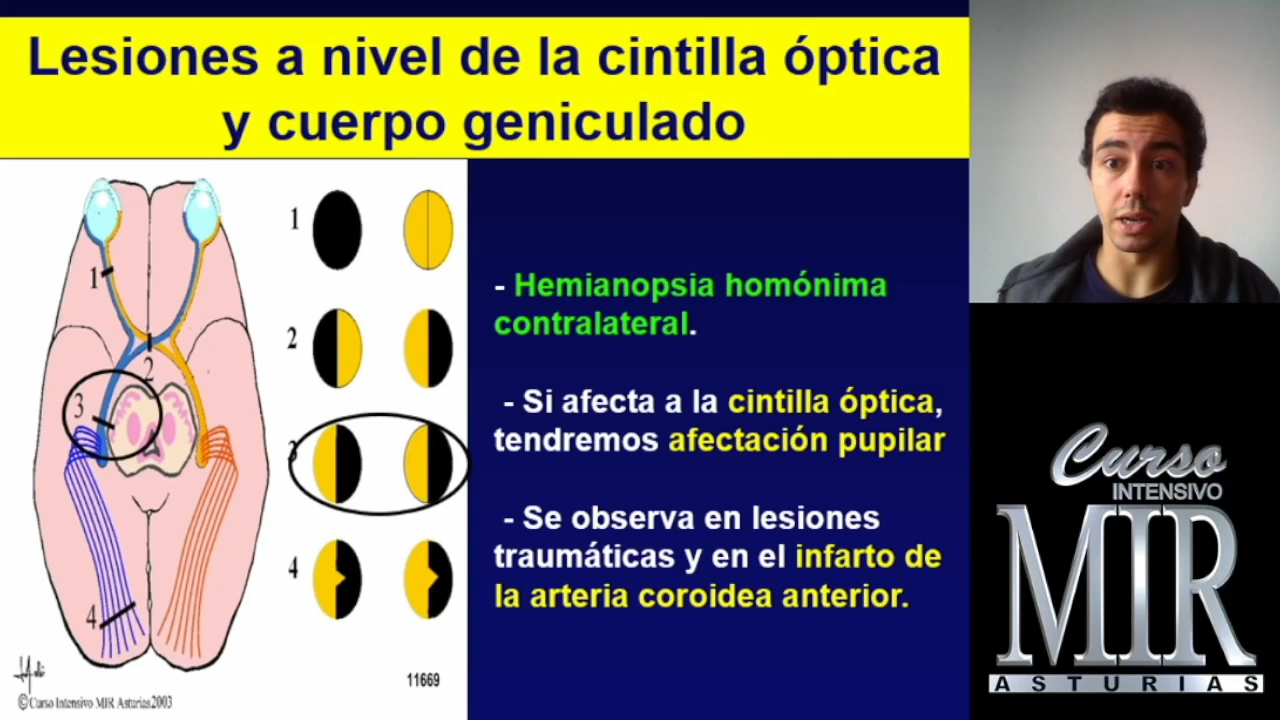 Lesiones a nivel de la cintilla óptica
y cuerpo geniculado
1
1
2
2
3
3
4
4
11669
©Curso Intensivo MIR Asturias2003
- Hemianopsia homónima
contralateral.
- Si afecta a la cintilla óptica,
tendremos afectación pupilar
- Se observa en lesiones
traumáticas y en el infarto de
la arteria coroidea anterior.
Curso
INTENSIVO
MIR
ASTURIAS